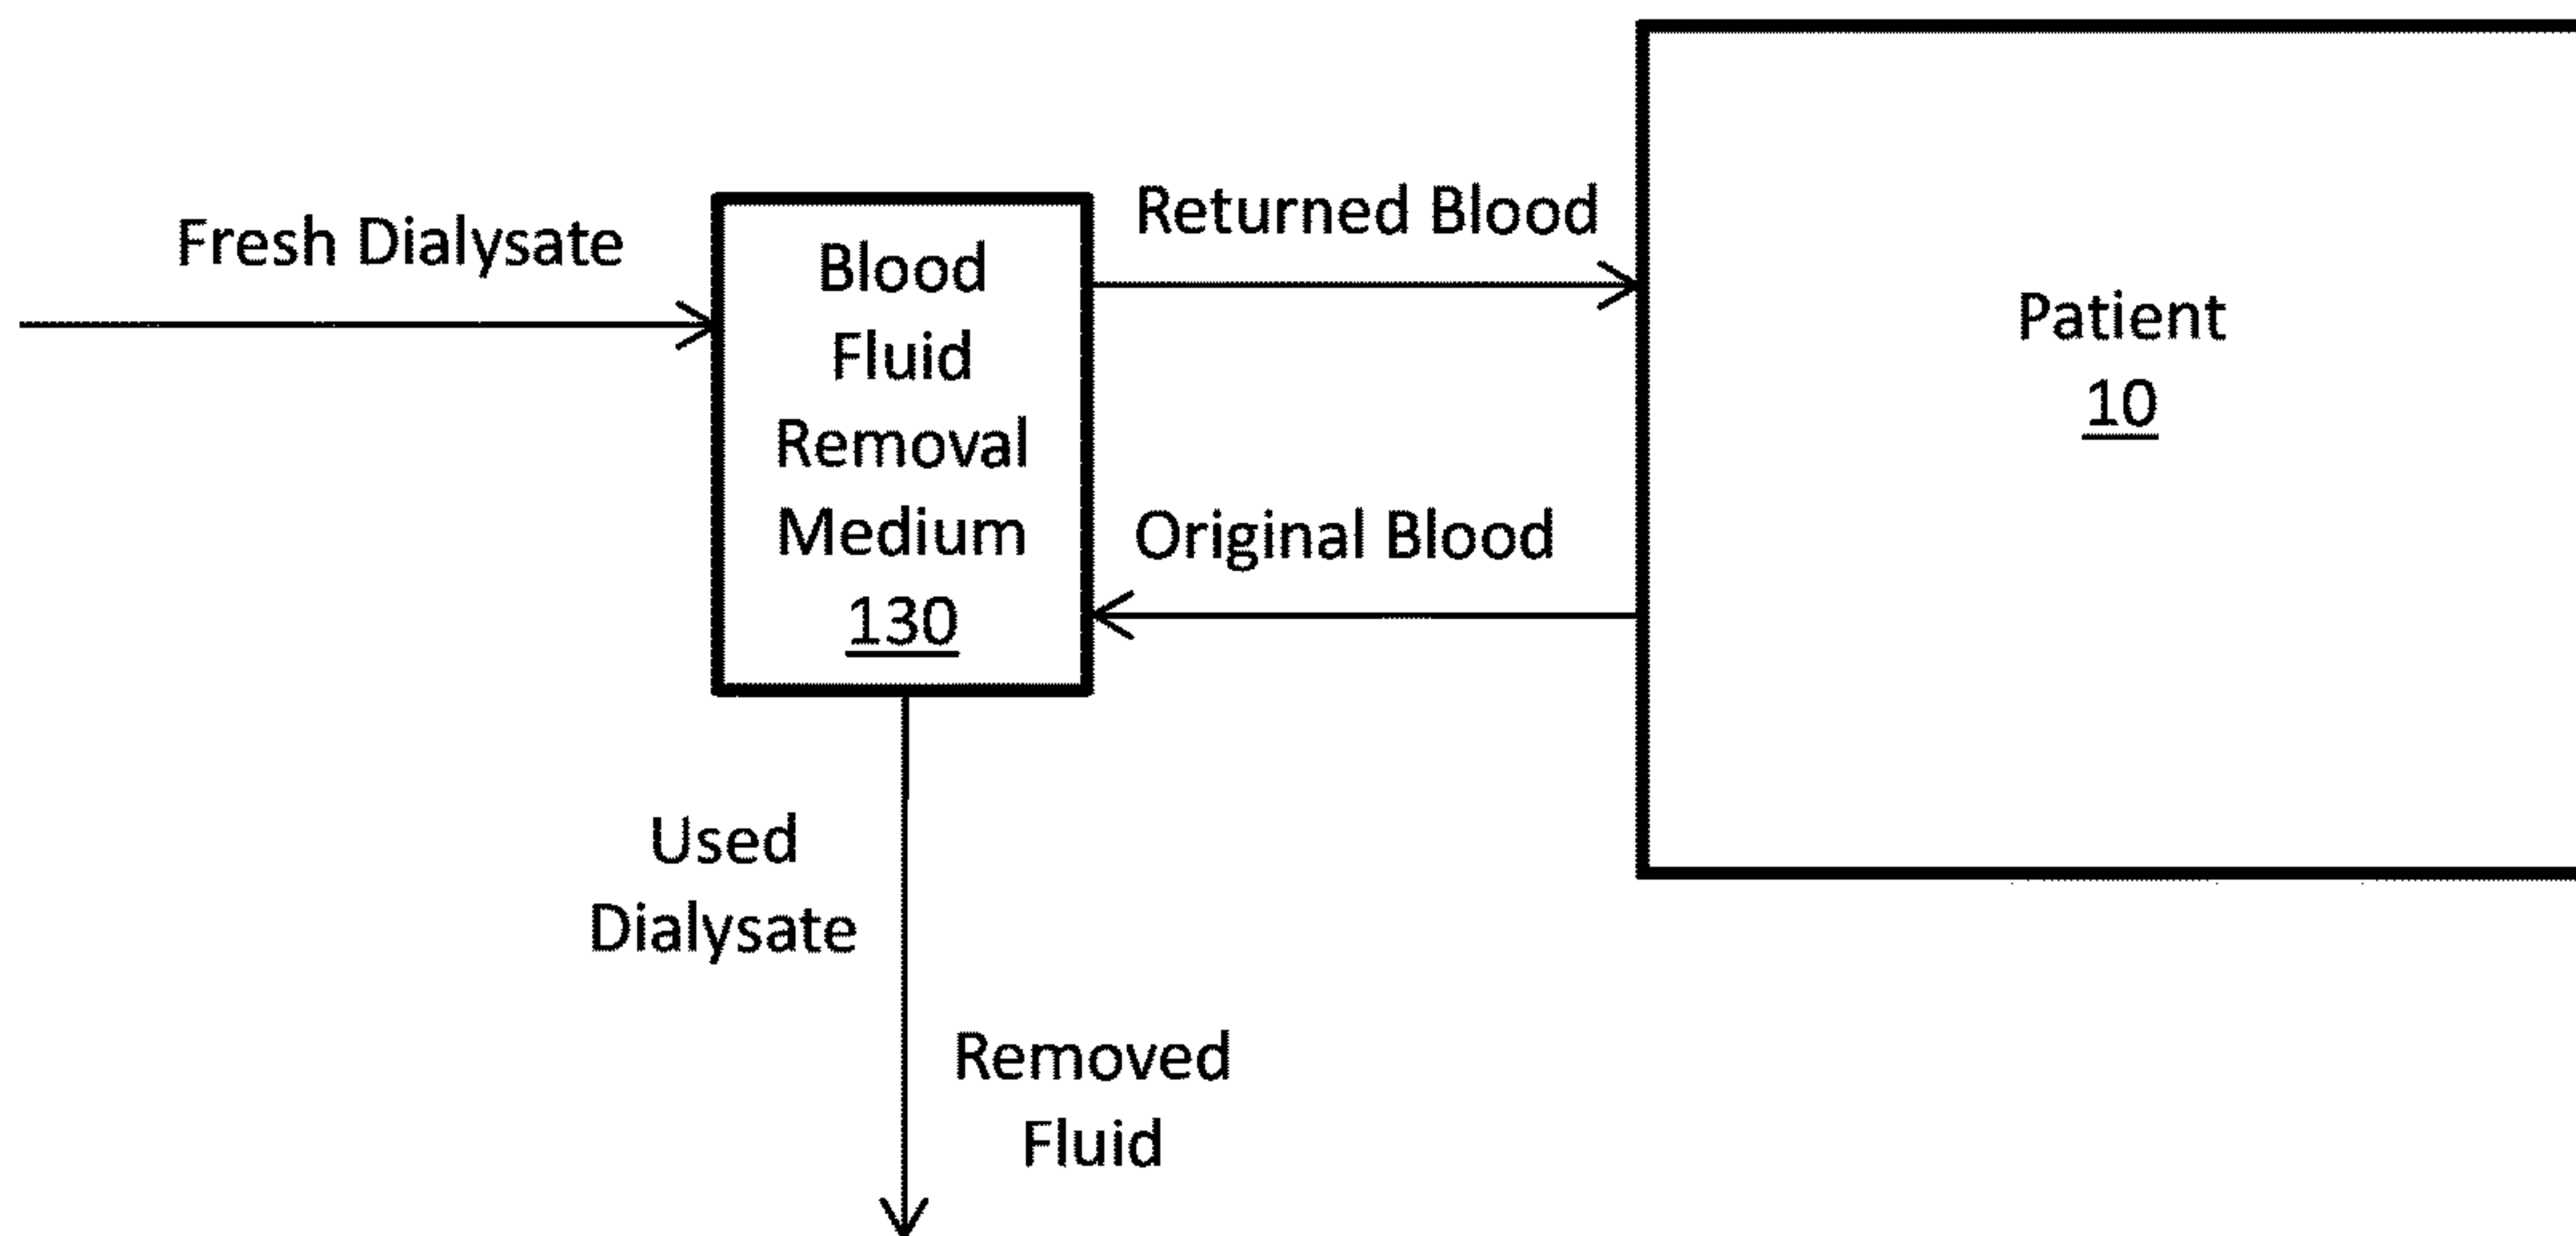 Fresh Dialysate
Blood
Fluid
Removal
Medium
130
Returned Blood
Original Blood
Patient
10
Used
Dialysate
Removed
Fluid